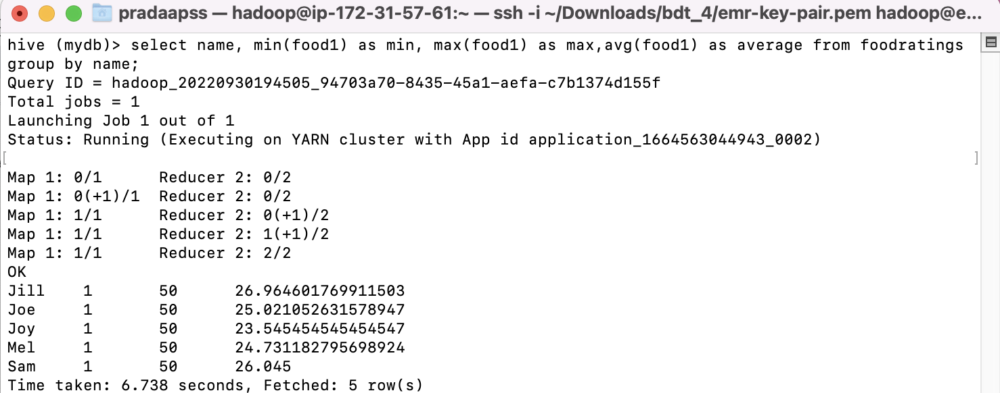 pradaapss — hadoop@ip-172-31-57-61:~ — ssh -i ~/Downloads/bdt_4/emr-key-pair.pem hadoop@e...
hive (mydb)> select name, min(food1) as min, max(food1) as max,avg(food1) as average from foodratings
group by name;
Query ID = hadoop_20220930194505_94703a70-8435-45a1-aefa-c7b1374d155f
Total jobs = 1
Launching Job 1 out of 1
Status: Running (Executing on YARN cluster with App id application_1664563044943_0002)
[ ]
Map 1: 0/1      Reducer 2: 0/2
Map 1: 0(+1)/1  Reducer 2: 0/2
Map 1: 1/1      Reducer 2: 0(+1)/2
Map 1: 1/1      Reducer 2: 1(+1)/2
Map 1: 1/1      Reducer 2: 2/2
OK
Jill    1       50      26.964601769911503
Joe     1       50      25.021052631578947
Joy     1       50      23.545454545454547
Mel     1       50      24.731182795698924
Sam     1       50      26.045
Time taken: 6.738 seconds, Fetched: 5 row(s)